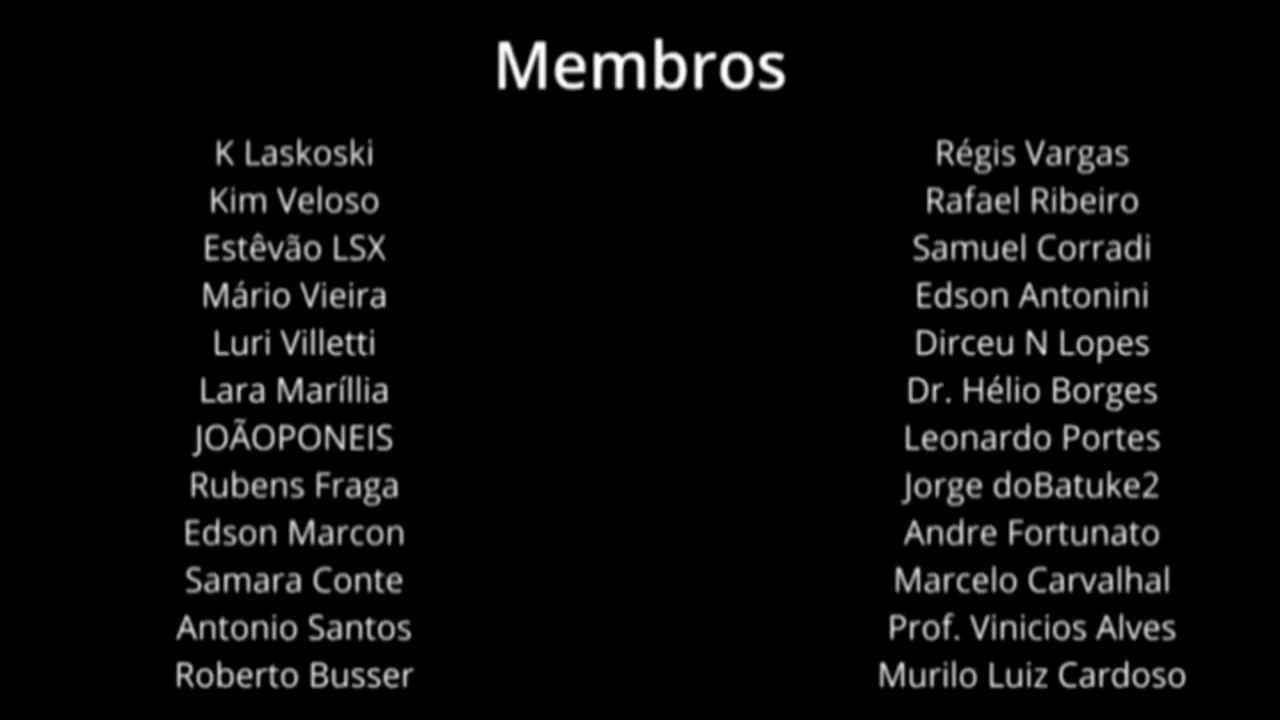 Membros
K Laskoski
Kim Veloso
Estêvão LSX
Mário Vieira
Luri Villetti
Lara Maríllia
JOÃOPONEIS
Rubens Fraga
Edson Marcon
Samara Conte
Antonio Santos
Roberto Busser
Régis Vargas
Rafael Ribeiro
Samuel Corradi
Edson Antonini
Dirceu N Lopes
Dr. Hélio Borges
Leonardo Portes
Jorge doBatuke2
Andre Fortunato
Marcelo Carvalhal
Prof. Vinicios Alves
Murilo Luiz Cardoso